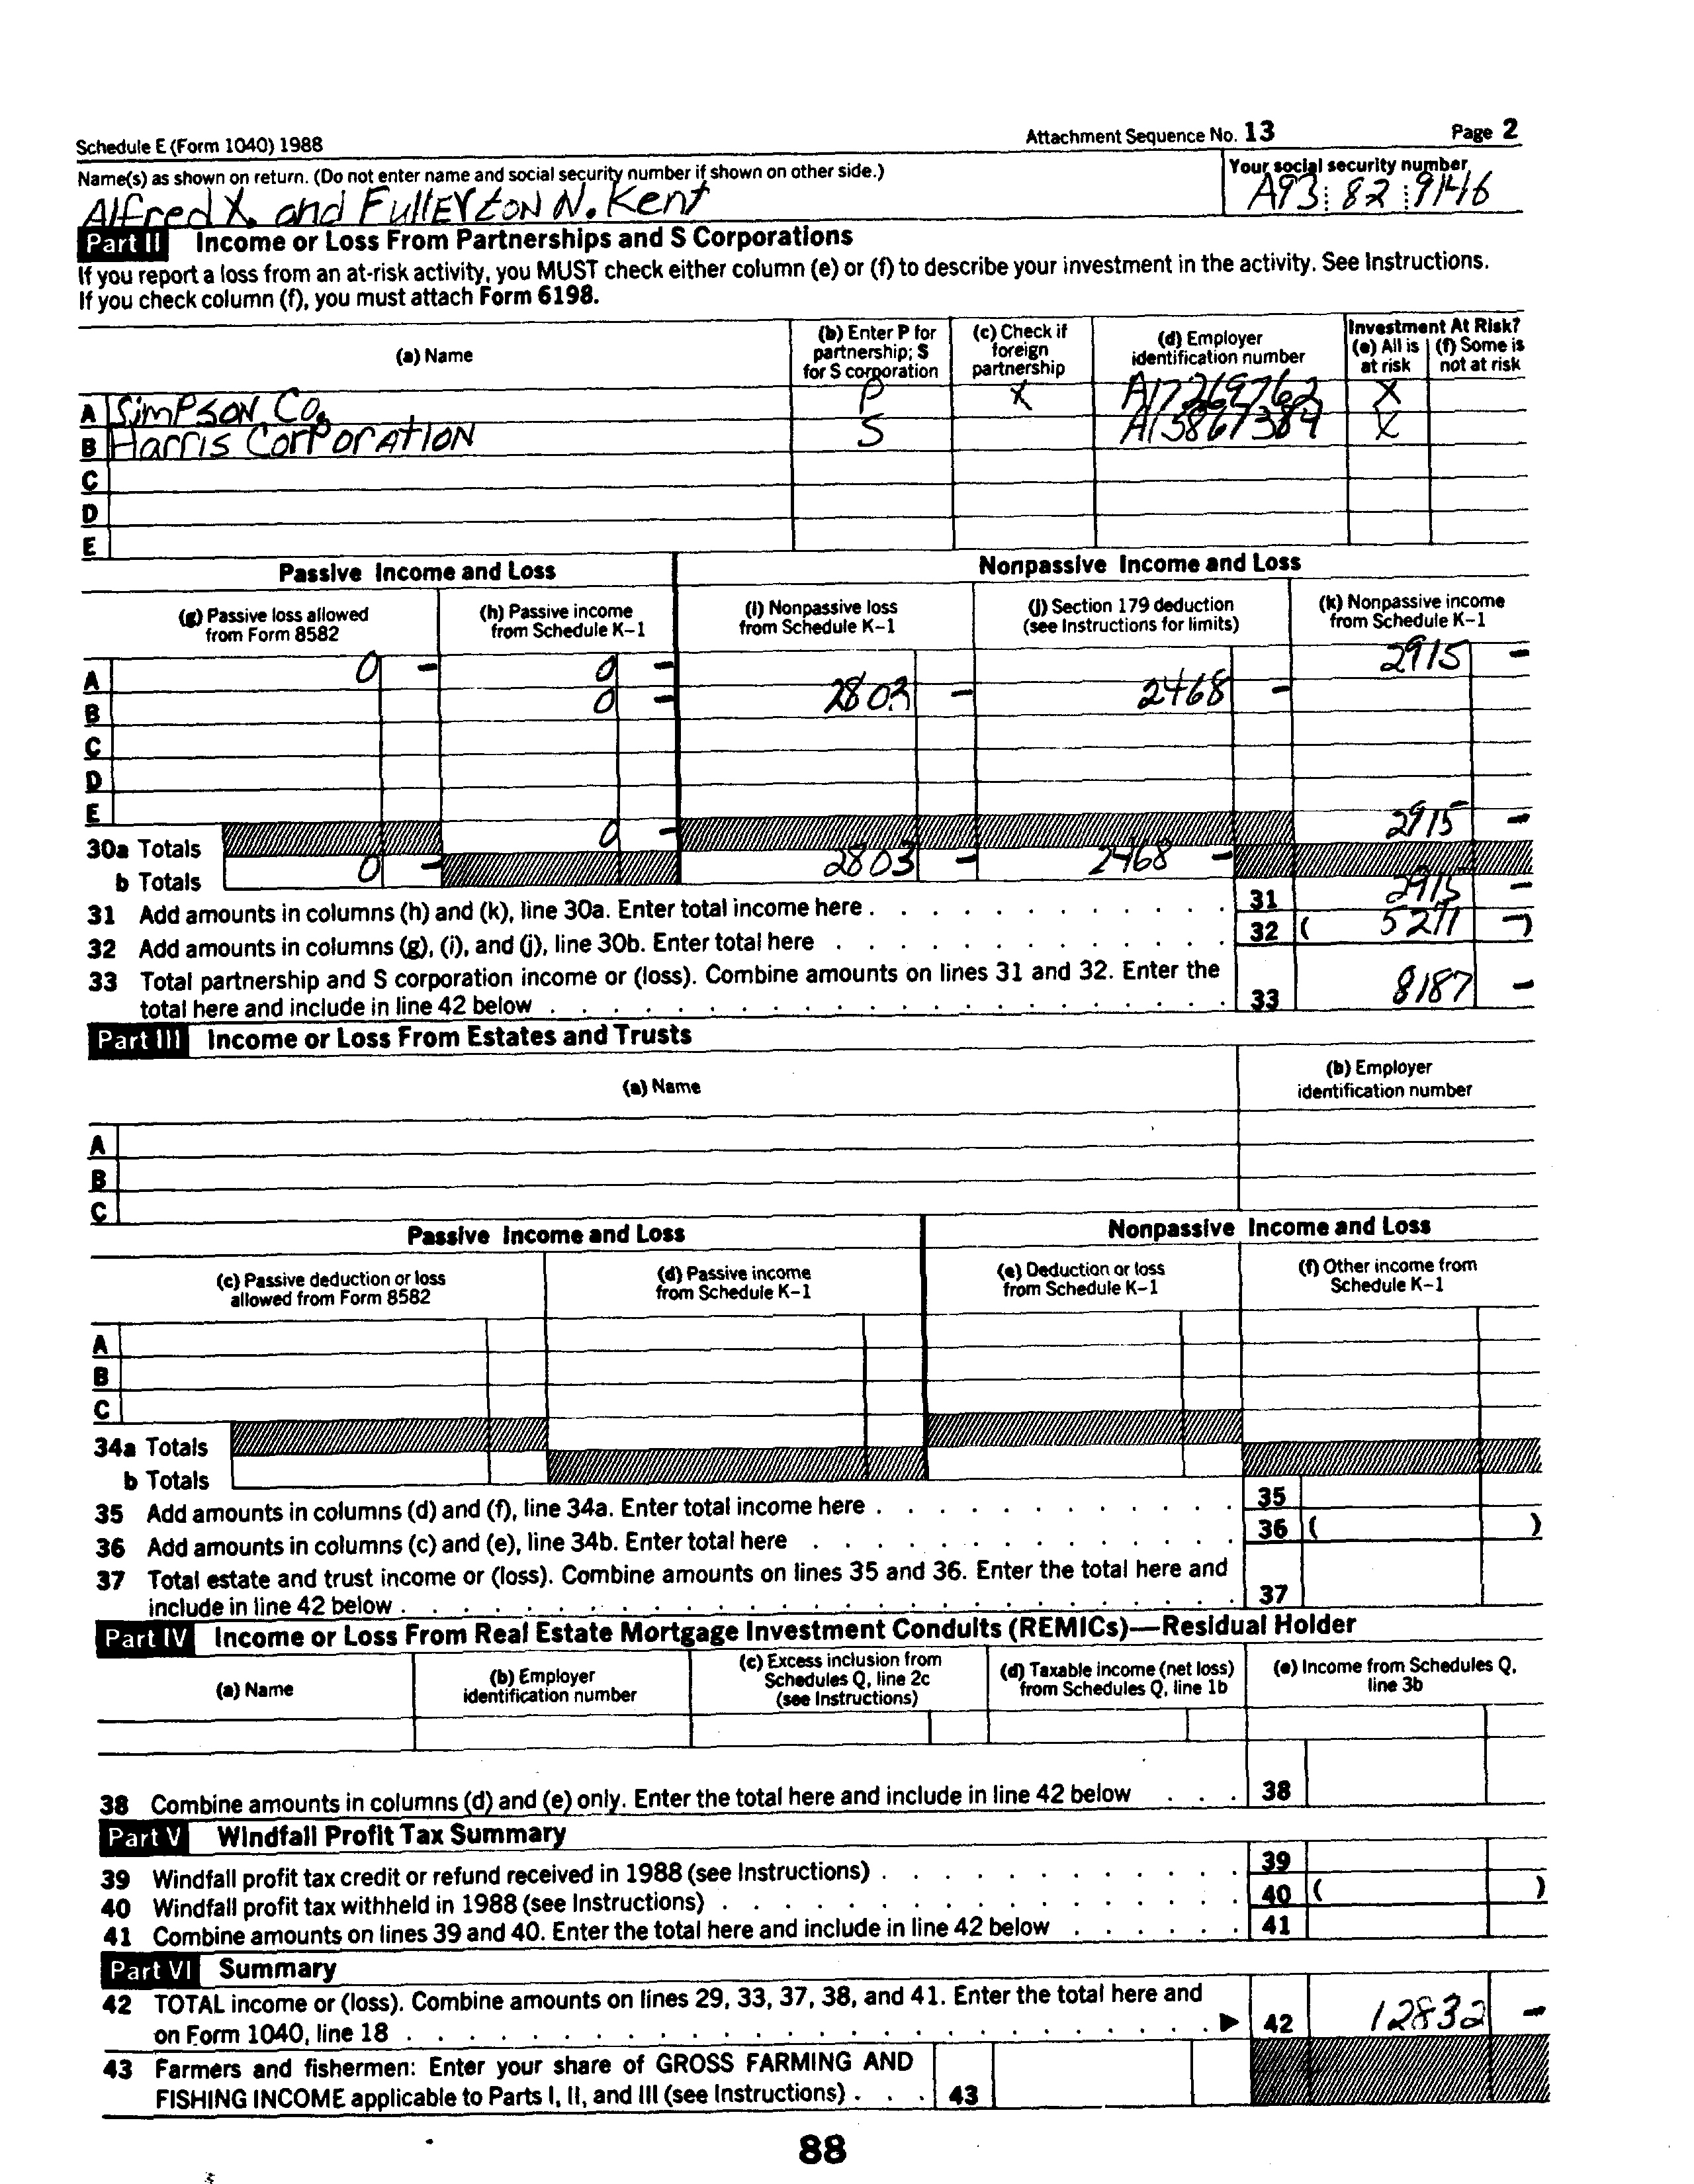 Schedule E (Form 1040) 1988 Attachment Sequence No. 13 Page 2
Name(s) as shown on return. (Do not enter name and social security number if shown on other side.) Your social security number
Alfred X. and Fullerton N. Kent A93 82 9146
Part II Income or Loss From Partnerships and S Corporations
If you report a loss from an at-risk activity, you MUST check either column (e) or (f) to describe your investment in the activity. See Instructions.
If you check column (f), you must attach Form 6198.
(a) Name (b) Enter P for partnership; S for S corporation (c) Check if foreign partnership (d) Employer identification number Investment At Risk? (e) All is at risk (f) Some is not at risk
A Simpson Co. P X A17269762 X
B Harris Corporation S A13867389 X
C
D
E
Passive Income and Loss Nonpassive Income and Loss
(g) Passive loss allowed from Form 8582 (h) Passive income from Schedule K-1 (i) Nonpassive loss from Schedule K-1 (j) Section 179 deduction (see Instructions for limits) (k) Nonpassive income from Schedule K-1
A 0 - 0 - 2915 -
B 0 - 2803 - 2468 -
C
D
E
30a Totals 0 - 2915 -
b Totals 0 - 2803 - 2468 -
31 Add amounts in columns (h) and (k), line 30a. Enter total income here . . . . . . . . . . . . 31 2915 -
32 Add amounts in columns (g), (i), and (j), line 30b. Enter total here . . . . . . . . . . . . . 32 ( 5271 - )
33 Total partnership and S corporation income or (loss). Combine amounts on lines 31 and 32. Enter the
total here and include in line 42 below . . . . . . . . . . . . . . . . . . . . . . 33 8187 -
Part III Income or Loss From Estates and Trusts
(a) Name (b) Employer identification number
A
B
C
Passive Income and Loss Nonpassive Income and Loss
(c) Passive deduction or loss allowed from Form 8582 (d) Passive income from Schedule K-1 (e) Deduction or loss from Schedule K-1 (f) Other income from Schedule K-1
A
B
C
34a Totals
b Totals
35 Add amounts in columns (d) and (f), line 34a. Enter total income here . . . . . . . . . . . . 35
36 Add amounts in columns (c) and (e), line 34b. Enter total here . . . . . . . . . . . . . . 36 ( )
37 Total estate and trust income or (loss). Combine amounts on lines 35 and 36. Enter the total here and
include in line 42 below . . . . . . . . . . . . . . . . . . . . . . . . . . . 37
Part IV Income or Loss From Real Estate Mortgage Investment Conduits (REMICs)—Residual Holder
(a) Name (b) Employer identification number (c) Excess inclusion from Schedules Q, line 2c (see Instructions) (d) Taxable income (net loss) from Schedules Q, line 1b (e) Income from Schedules Q, line 3b
38 Combine amounts in columns (d) and (e) only. Enter the total here and include in line 42 below . . . 38
Part V Windfall Profit Tax Summary
39 Windfall profit tax credit or refund received in 1988 (see Instructions) . . . . . . . . . . . . 39
40 Windfall profit tax withheld in 1988 (see Instructions) . . . . . . . . . . . . . . . . . 40 ( )
41 Combine amounts on lines 39 and 40. Enter the total here and include in line 42 below . . . . . . 41
Part VI Summary
42 TOTAL income or (loss). Combine amounts on lines 29, 33, 37, 38, and 41. Enter the total here and
on Form 1040, line 18 . . . . . . . . . . . . . . . . . . . . . . . . . . ▶ 42 12832 -
43 Farmers and fishermen: Enter your share of GROSS FARMING AND
FISHING INCOME applicable to Parts I, II, and III (see Instructions) . . . 43
88